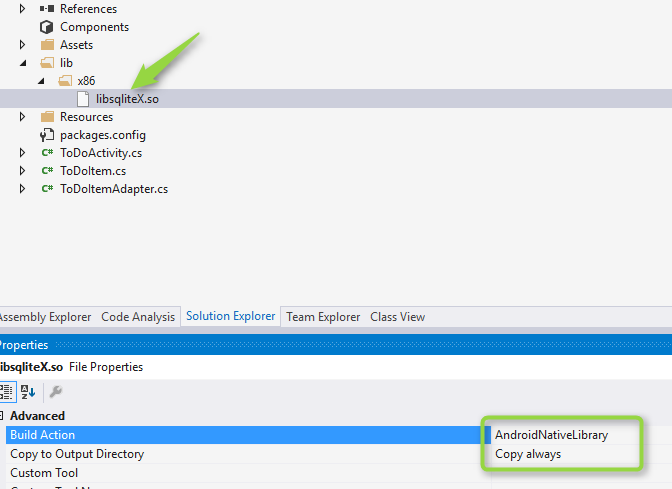 References
Components
Assets
lib
x86
libsqliteX.so
Resources
packages.config
C# ToDoActivity.cs
C# ToDoItem.cs
C# ToDoItemAdapter.cs
Assembly Explorer Code Analysis Solution Explorer Team Explorer Class View
Properties
libsqliteX.so File Properties
Advanced
Build Action AndroidNativeLibrary
Copy to Output Directory Copy always
Custom Tool